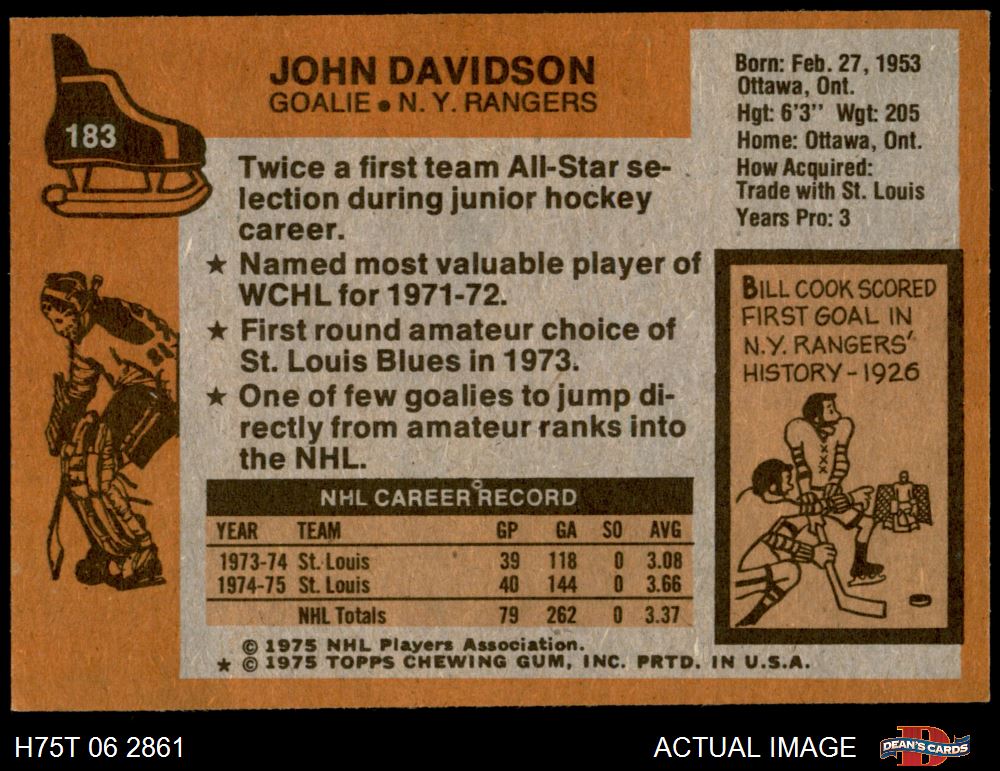 183
JOHN DAVIDSON
GOALIE • N. Y. RANGERS
Born: Feb. 27, 1953
Ottawa, Ont.
Hgt: 6'3" Wgt: 205
Home: Ottawa, Ont.
How Acquired:
Trade with St. Louis
Years Pro: 3
Twice a first team All-Star se-
lection during junior hockey
career.
★ Named most valuable player of
WCHL for 1971-72.
★ First round amateur choice of
St. Louis Blues in 1973.
★ One of few goalies to jump di-
rectly from amateur ranks into
the NHL.
BILL COOK SCORED
FIRST GOAL IN
N.Y. RANGERS'
HISTORY - 1926
NHL CAREER RECORD
YEAR TEAM GP GA SO AVG
1973-74 St. Louis 39 118 0 3.08
1974-75 St. Louis 40 144 0 3.66
NHL Totals 79 262 0 3.37
© 1975 NHL Players Association.
★ © 1975 TOPPS CHEWING GUM, INC. PRTD. IN U.S.A.
H75T 06 2861
ACTUAL IMAGE
DEAN'S CARDS